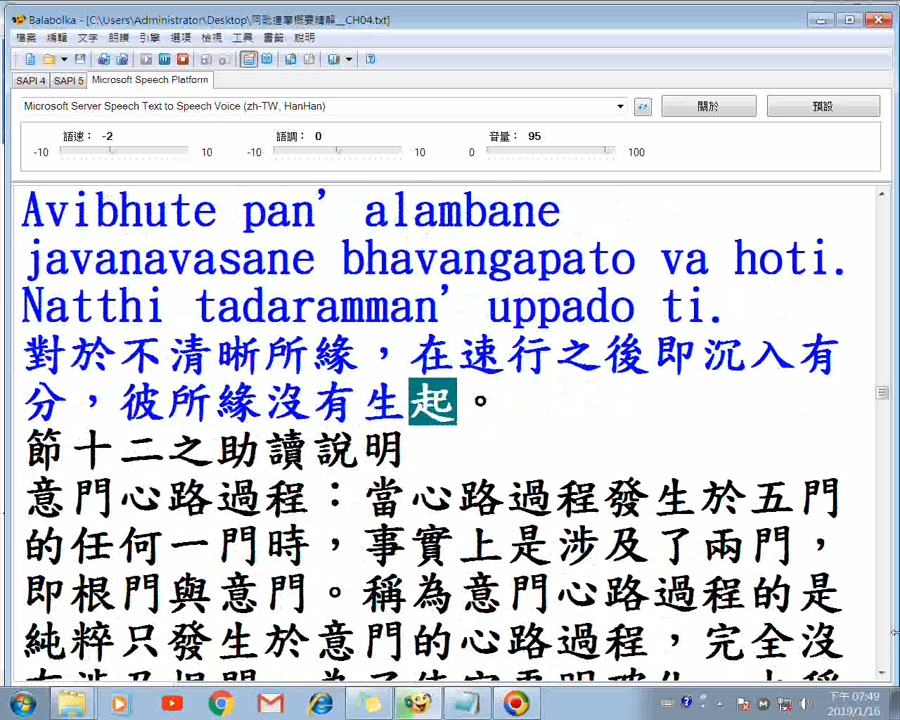 Balabolka - [C:\Users\Administrator\Desktop\阿毗達摩概要精解__CH04.txt]
檔案 編輯 文字 朗讀 引擎 選項 檢視 工具 書籤 說明
SAPI 4 SAPI 5 Microsoft Speech Platform
Microsoft Server Speech Text to Speech Voice (zh-TW, HanHan) 關於 預設
語速： -2 語調： 0 音量： 95
-10 10 -10 10 0 100
Avibhute pan’ alambane
javanavasane bhavangapato va hoti.
Natthi tadaramman’ uppado ti.
對於不清晰所緣，在速行之後即沉入有
分，彼所緣沒有生起。
節十二之助讀說明
意門心路過程：當心路過程發生於五門
的任何一門時，事實上是涉及了兩門，
即根門與意門。稱為意門心路過程的是
純粹只發生於意門的心路過程，完全沒
下午 07:49
2019/1/16